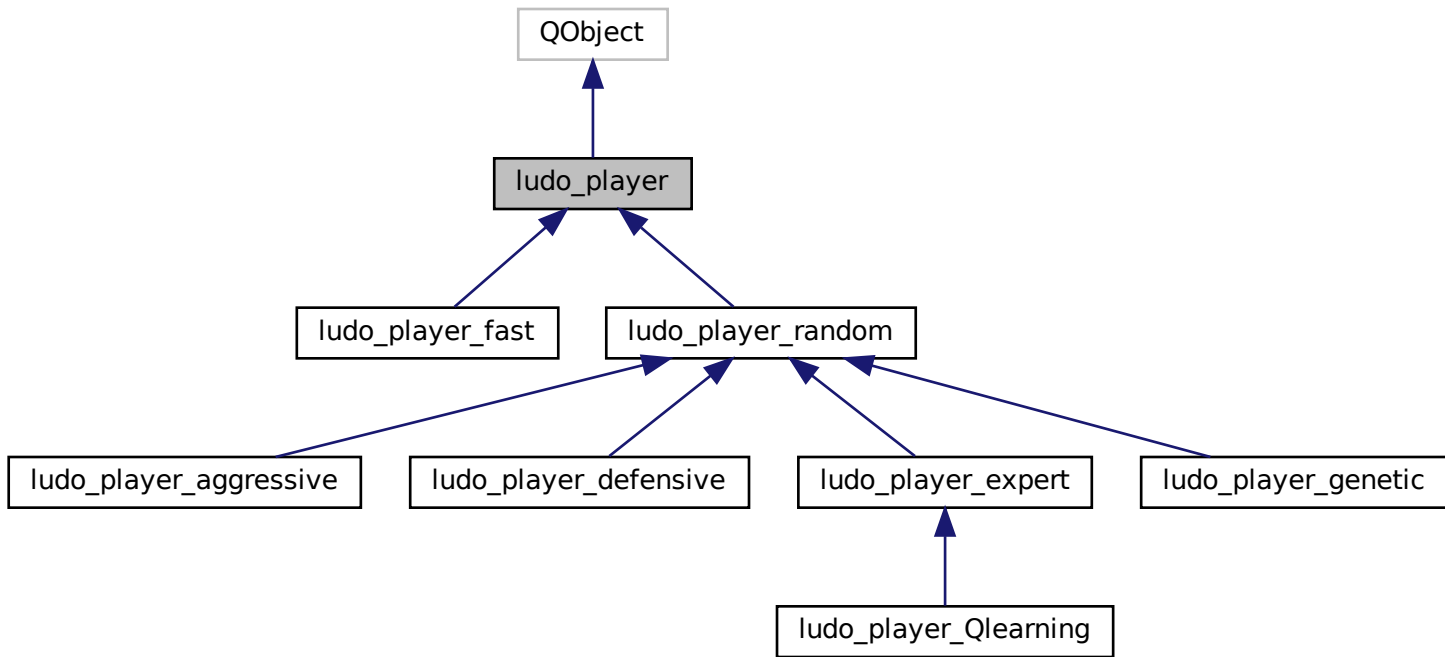 QObject
ludo_player
ludo_player_fast
ludo_player_random
ludo_player_aggressive
ludo_player_defensive
ludo_player_expert
ludo_player_genetic
ludo_player_Qlearning